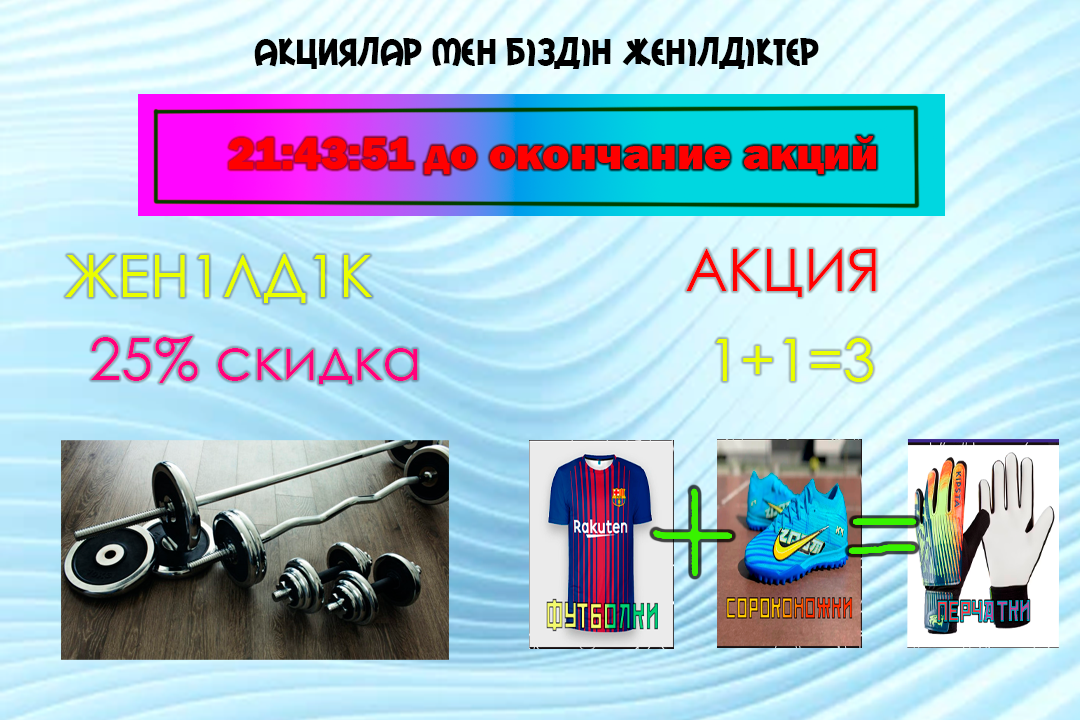 АКЦИЯЛАР МЕН БІЗДІН ЖЕНІЛДІКТЕР
21:43:51 до окончание акций
ЖЕН1ЛД1К
АКЦИЯ
25% скидка
1+1=3
Rakuten
KIPSTA
ФУТБОЛКИ
СОРОКОНОЖКИ
ПЕРЧАТКИ